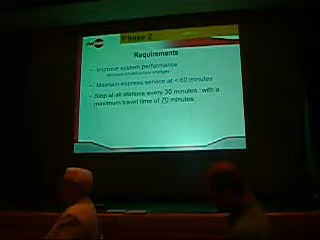 Phase 2
Requirements
- Improve system performance
- Maintain express service at < 60 minutes
- Stop at all stations every 30 minutes with a
maximum travel time of 70 minutes